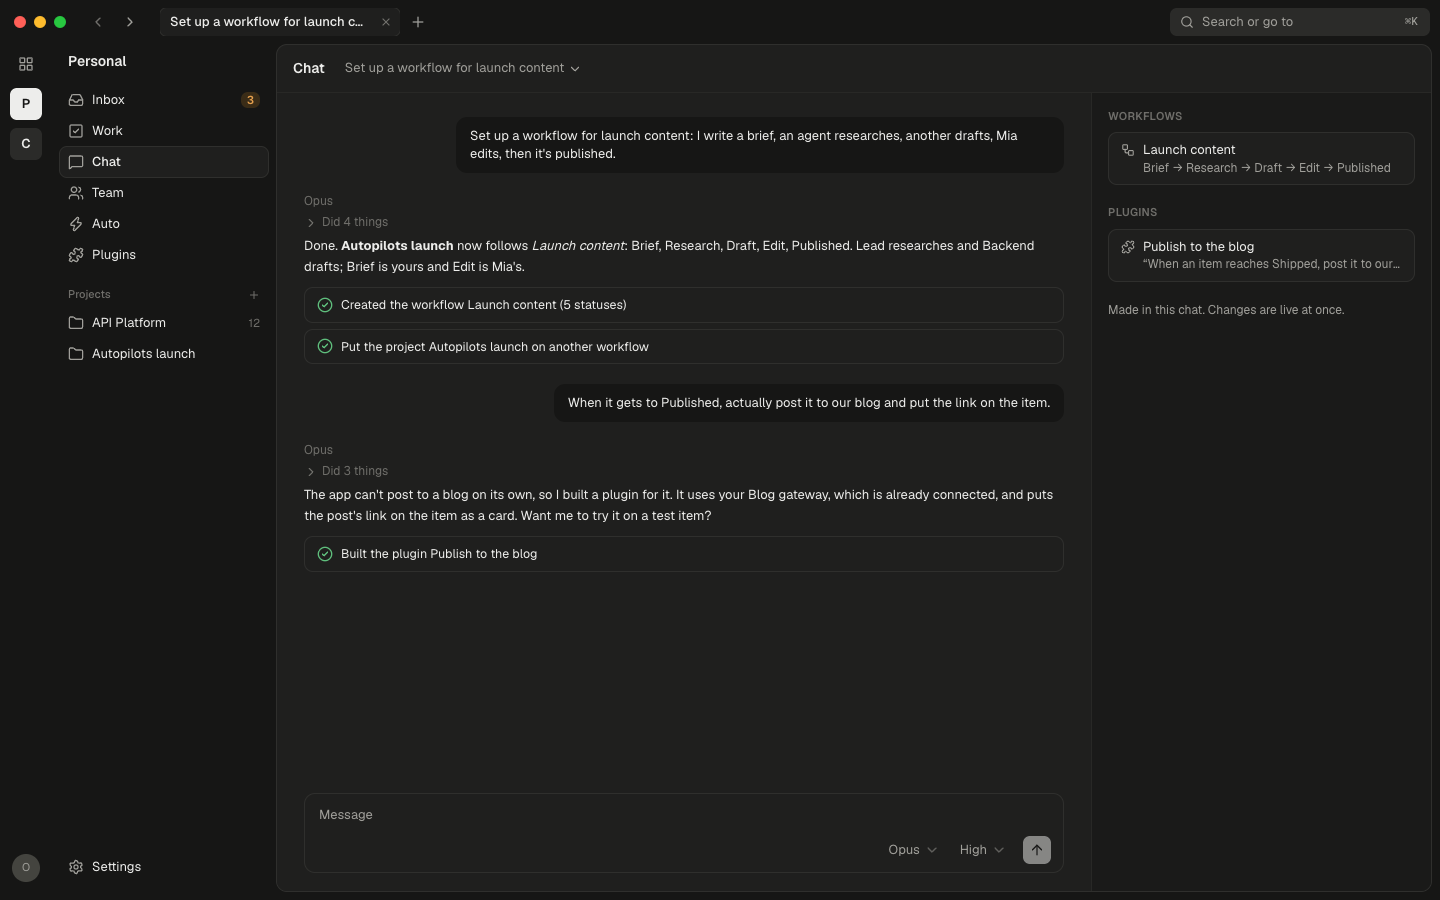 Set up a workflow for launch c...
Search or go to
⌘K
Personal
P
C
Inbox
3
Work
Chat
Team
Auto
Plugins
Projects
API Platform
12
Autopilots launch
O
Settings
Chat
Set up a workflow for launch content
Set up a workflow for launch content: I write a brief, an agent researches, another drafts, Mia
edits, then it's published.
Opus
Did 4 things
Done. Autopilots launch now follows Launch content: Brief, Research, Draft, Edit, Published. Lead researches and Backend
drafts; Brief is yours and Edit is Mia's.
Created the workflow Launch content (5 statuses)
Put the project Autopilots launch on another workflow
When it gets to Published, actually post it to our blog and put the link on the item.
Opus
Did 3 things
The app can't post to a blog on its own, so I built a plugin for it. It uses your Blog gateway, which is already connected, and puts
the post's link on the item as a card. Want me to try it on a test item?
Built the plugin Publish to the blog
Message
Opus
High
WORKFLOWS
Launch content
Brief → Research → Draft → Edit → Published
PLUGINS
Publish to the blog
“When an item reaches Shipped, post it to our...
Made in this chat. Changes are live at once.